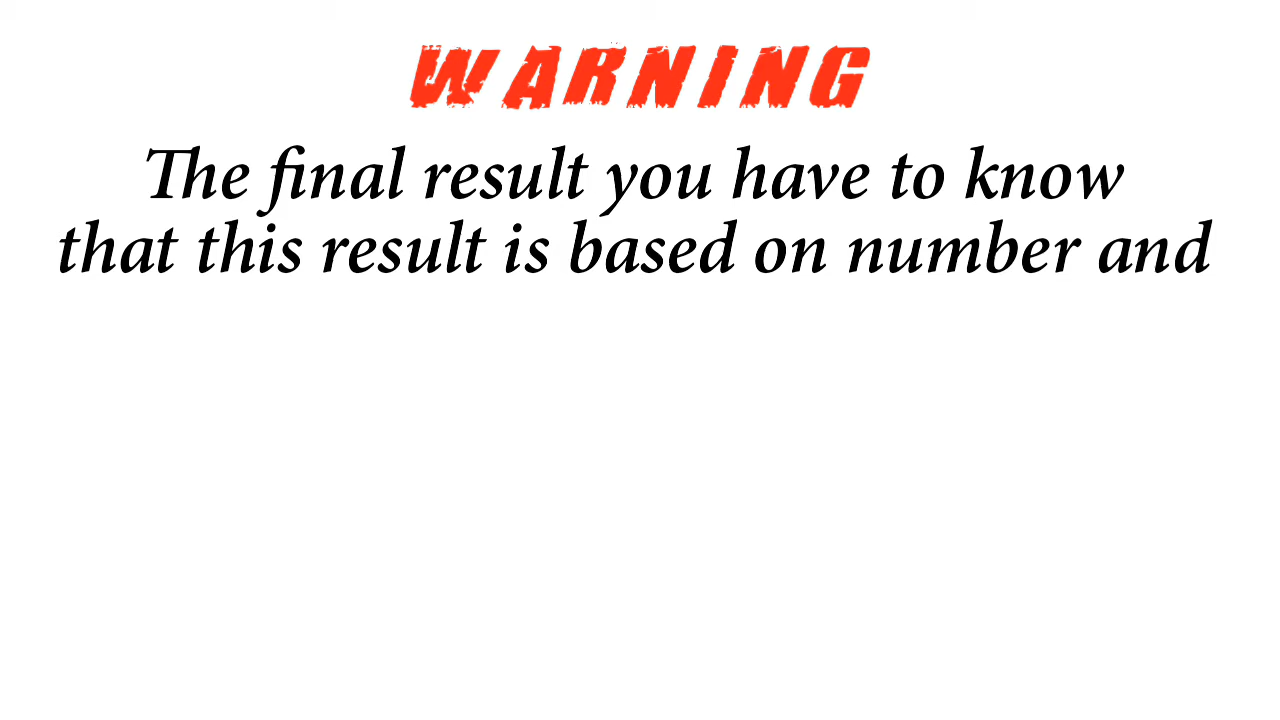 WARNING
The final result you have to know
that this result is based on number and